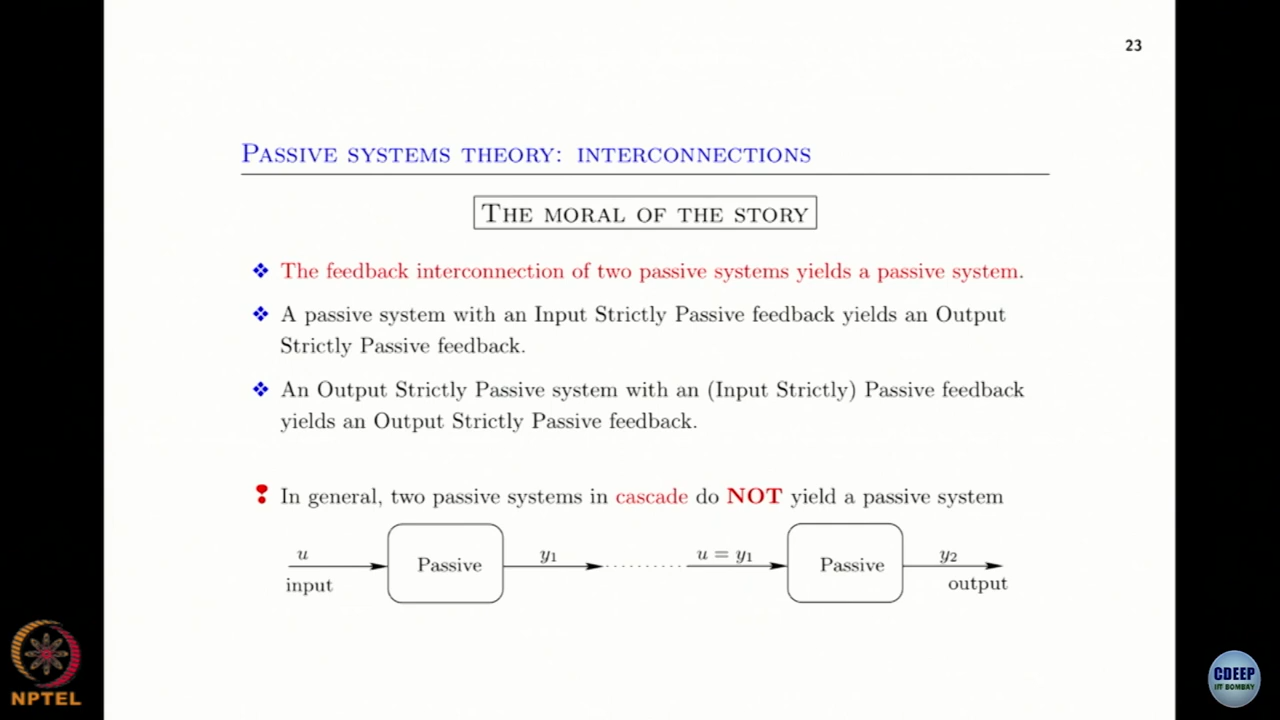 23
PASSIVE SYSTEMS THEORY: INTERCONNECTIONS
THE MORAL OF THE STORY
❖ The feedback interconnection of two passive systems yields a passive system.
❖ A passive system with an Input Strictly Passive feedback yields an Output
Strictly Passive feedback.
❖ An Output Strictly Passive system with an (Input Strictly) Passive feedback
yields an Output Strictly Passive feedback.
❢ In general, two passive systems in cascade do NOT yield a passive system
u input Passive y₁ u = y₁ Passive y₂ output
NPTEL
CDEEP
IIT BOMBAY